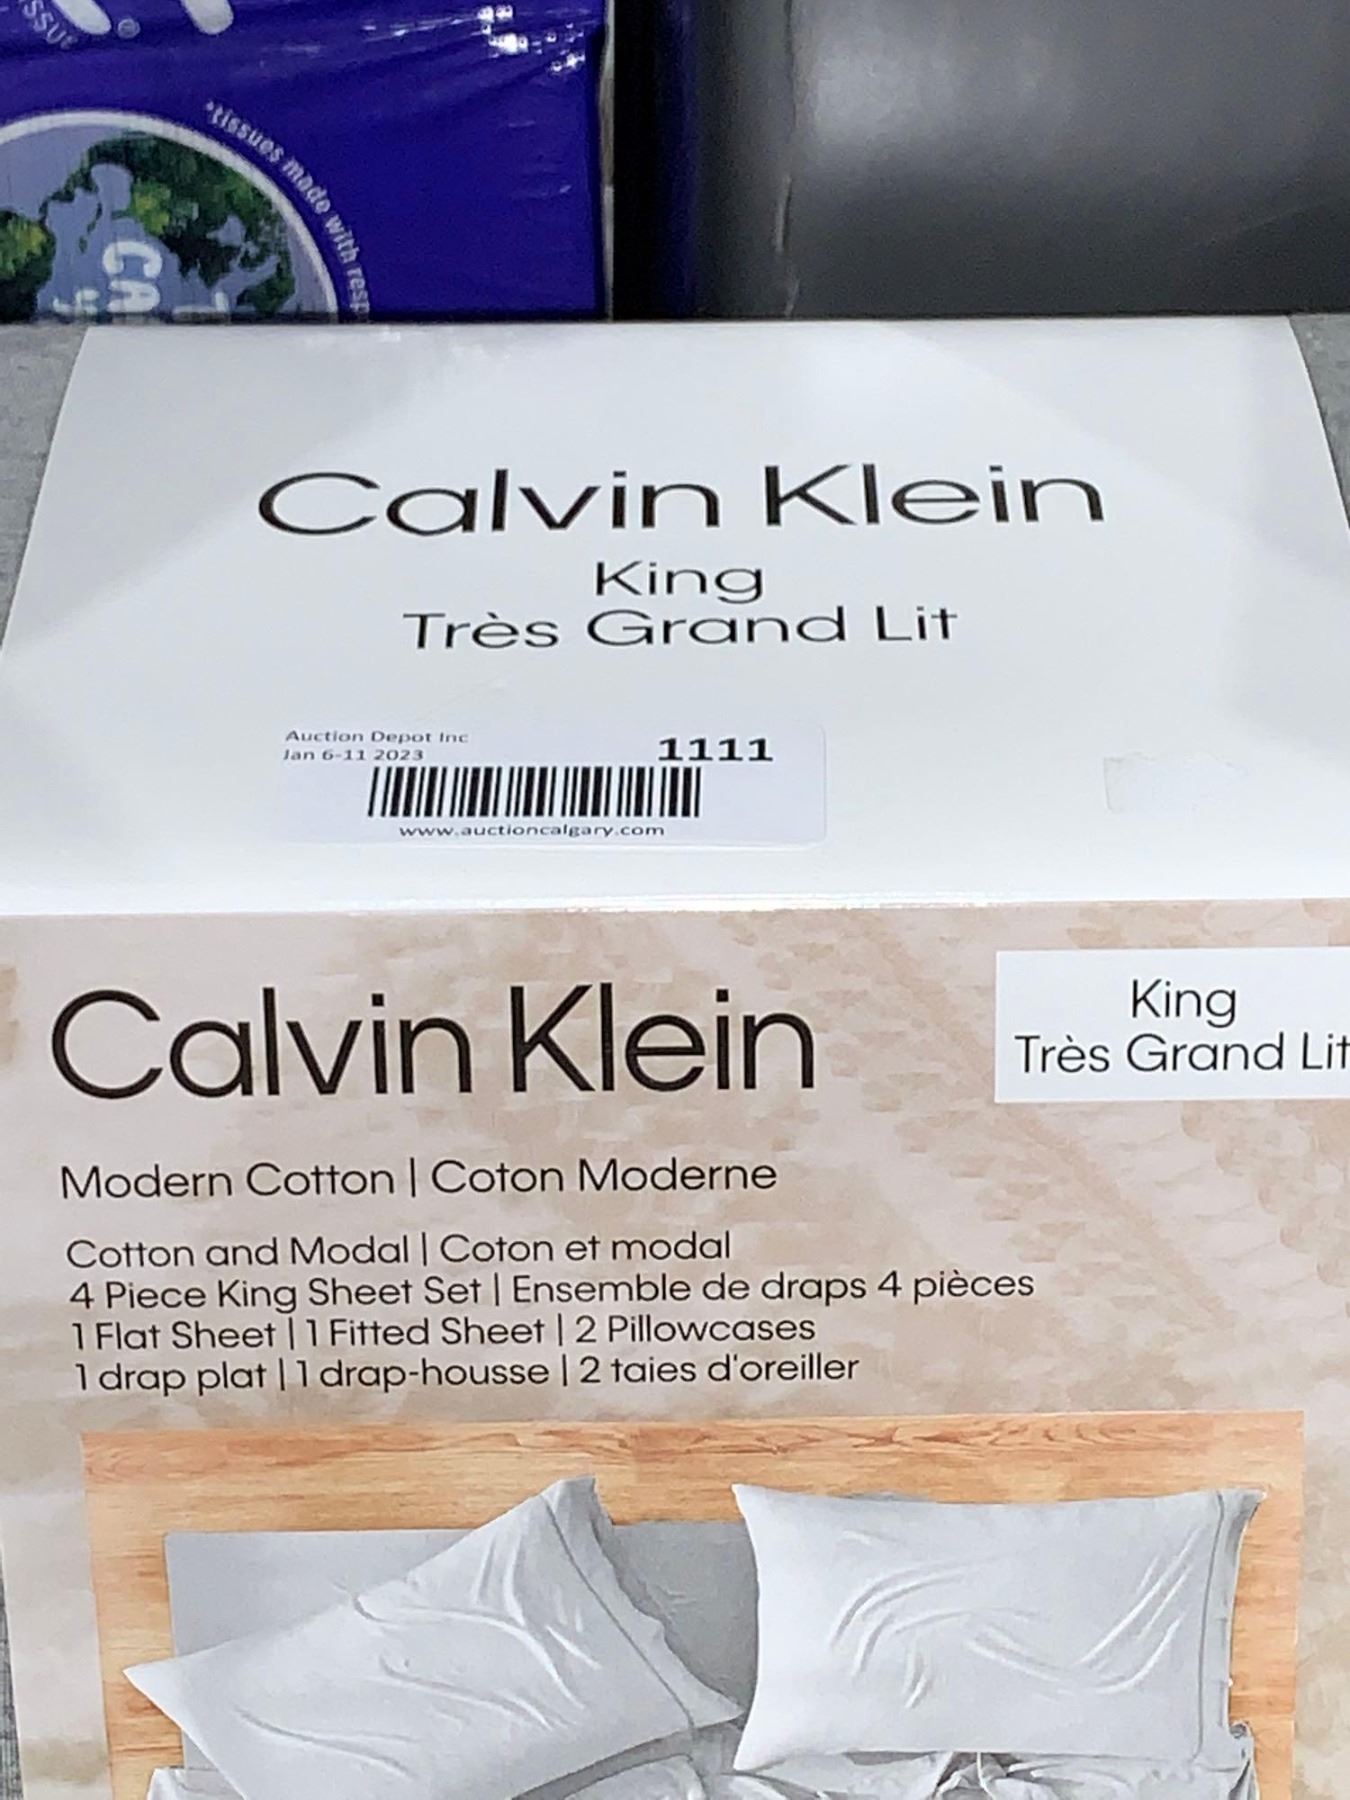 *tissues made with
CA
Calvin Klein
King
Très Grand Lit
Auction Depot Inc
Jan 6-11 2023
1111
www.auctioncalgary.com
Calvin Klein
King
Très Grand Lit
Modern Cotton | Coton Moderne
Cotton and Modal | Coton et modal
4 Piece King Sheet Set | Ensemble de draps 4 pièces
1 Flat Sheet | 1 Fitted Sheet | 2 Pillowcases
1 drap plat | 1 drap-housse | 2 taies d'oreiller